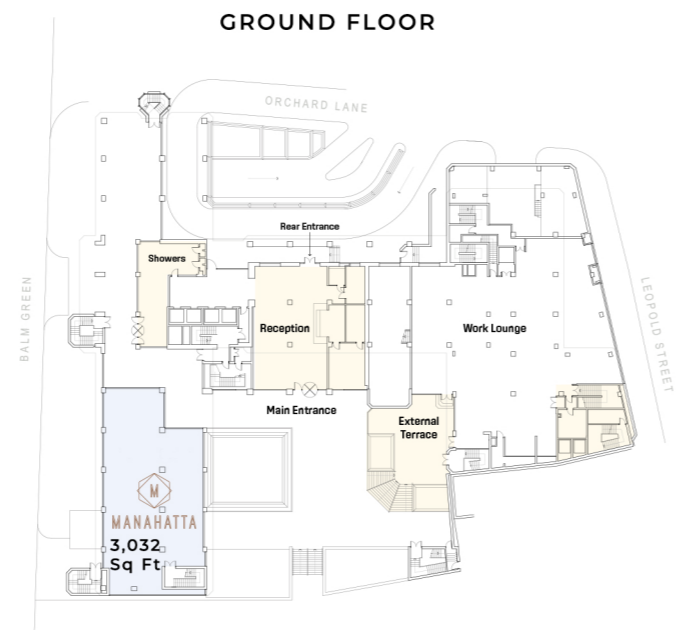 GROUND FLOOR
ORCHARD LANE
Rear Entrance
Showers
BALM GREEN
Reception
Work Lounge
LEOPOLD STREET
Main Entrance
External
Terrace
M
MANAHATTA
3,032
Sq Ft